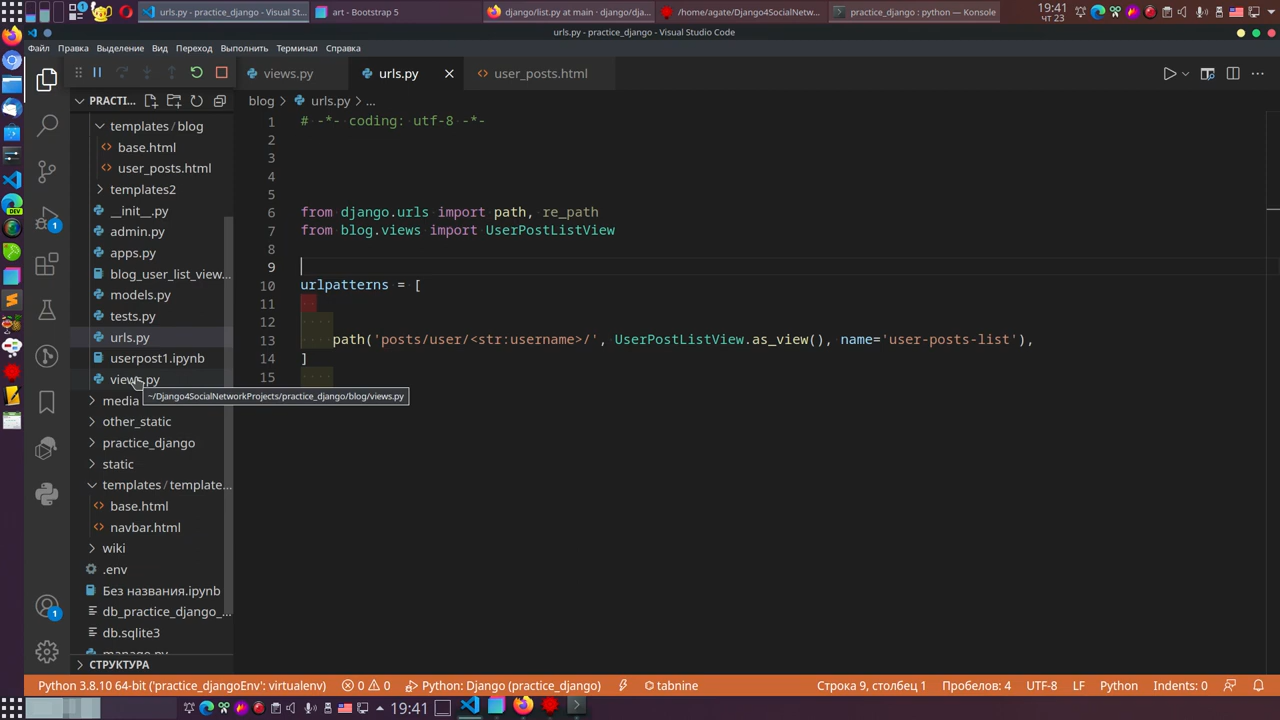 urls.py - practice_django - Visual St...
art - Bootstrap 5
django/list.py at main · django/dja...
/home/agate/Django4SocialNetw...
practice_django : python — Konsole
19:41
чт 23
urls.py - practice_django - Visual Studio Code
Файл Правка Выделение Вид Переход Выполнить Терминал Справка
views.py
urls.py
user_posts.html
PRACTI...
blog > urls.py > ...
templates / blog
base.html
user_posts.html
templates2
__init__.py
admin.py
apps.py
blog_user_list_view...
models.py
tests.py
urls.py
userpost1.ipynb
views.py
~/Django4SocialNetworkProjects/practice_django/blog/views.py
media
other_static
practice_django
static
templates / template...
base.html
navbar.html
wiki
.env
Без названия.ipynb
db_practice_django_...
db.sqlite3
manage.py
СТРУКТУРА
DEV
1
1
1 # -*- coding: utf-8 -*-
2
3
4
5
6 from django.urls import path, re_path
7 from blog.views import UserPostListView
8
9
10 urlpatterns = [
11
12
13 path('posts/user/<str:username>/', UserPostListView.as_view(), name='user-posts-list'),
14 ]
15
Python 3.8.10 64-bit ('practice_djangoEnv': virtualenv) 0 0 Python: Django (practice_django) tabnine Строка 9, столбец 1 Пробелов: 4 UTF-8 LF Python Indents: 0
19:41